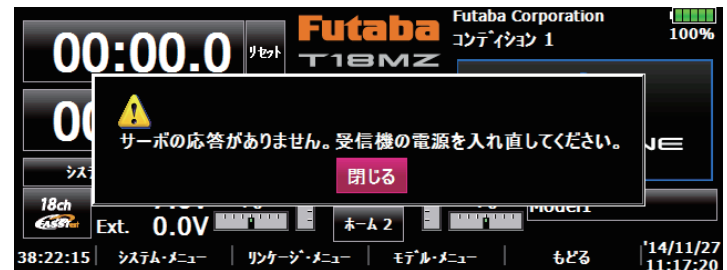 00:00.0
リセット
Futaba
T18MZ
Futaba Corporation
コンディション 1
100%
サーボの応答がありません。受信機の電源を入れ直してください。
閉じる
18ch
FASSTest
Ext. 0.0V
ホーム 2
Model1
38:22:15
システム・メニュー
リンケージ・メニュー
モデル・メニュー
もどる
'14/11/27
11:17:20